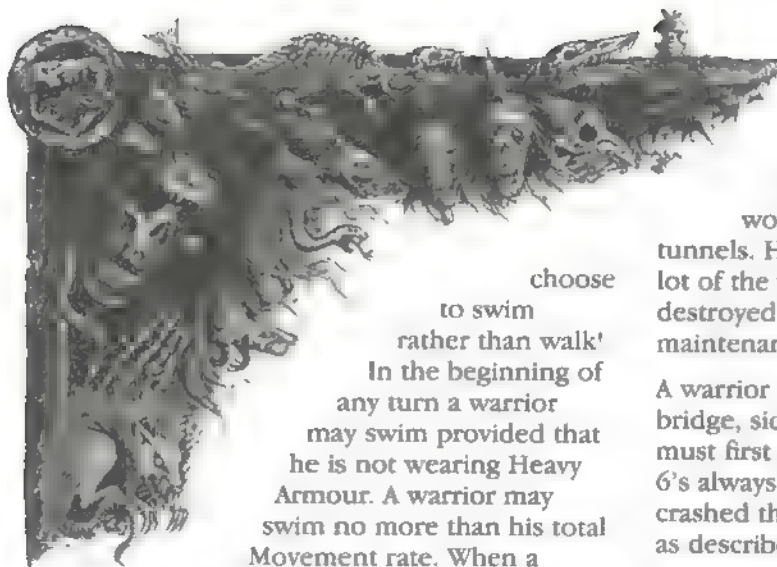 choose
to swim
rather than walk!
In the beginning of
any turn a warrior
may swim provided that
he is not wearing Heavy
Armour. A warrior may
swim no more than his total
Movement rate. When a
wo
tunnels. H
lot of the
destroyed
maintenan
A warrior
bridge, sid
must first
6's always
crashed th
as describe